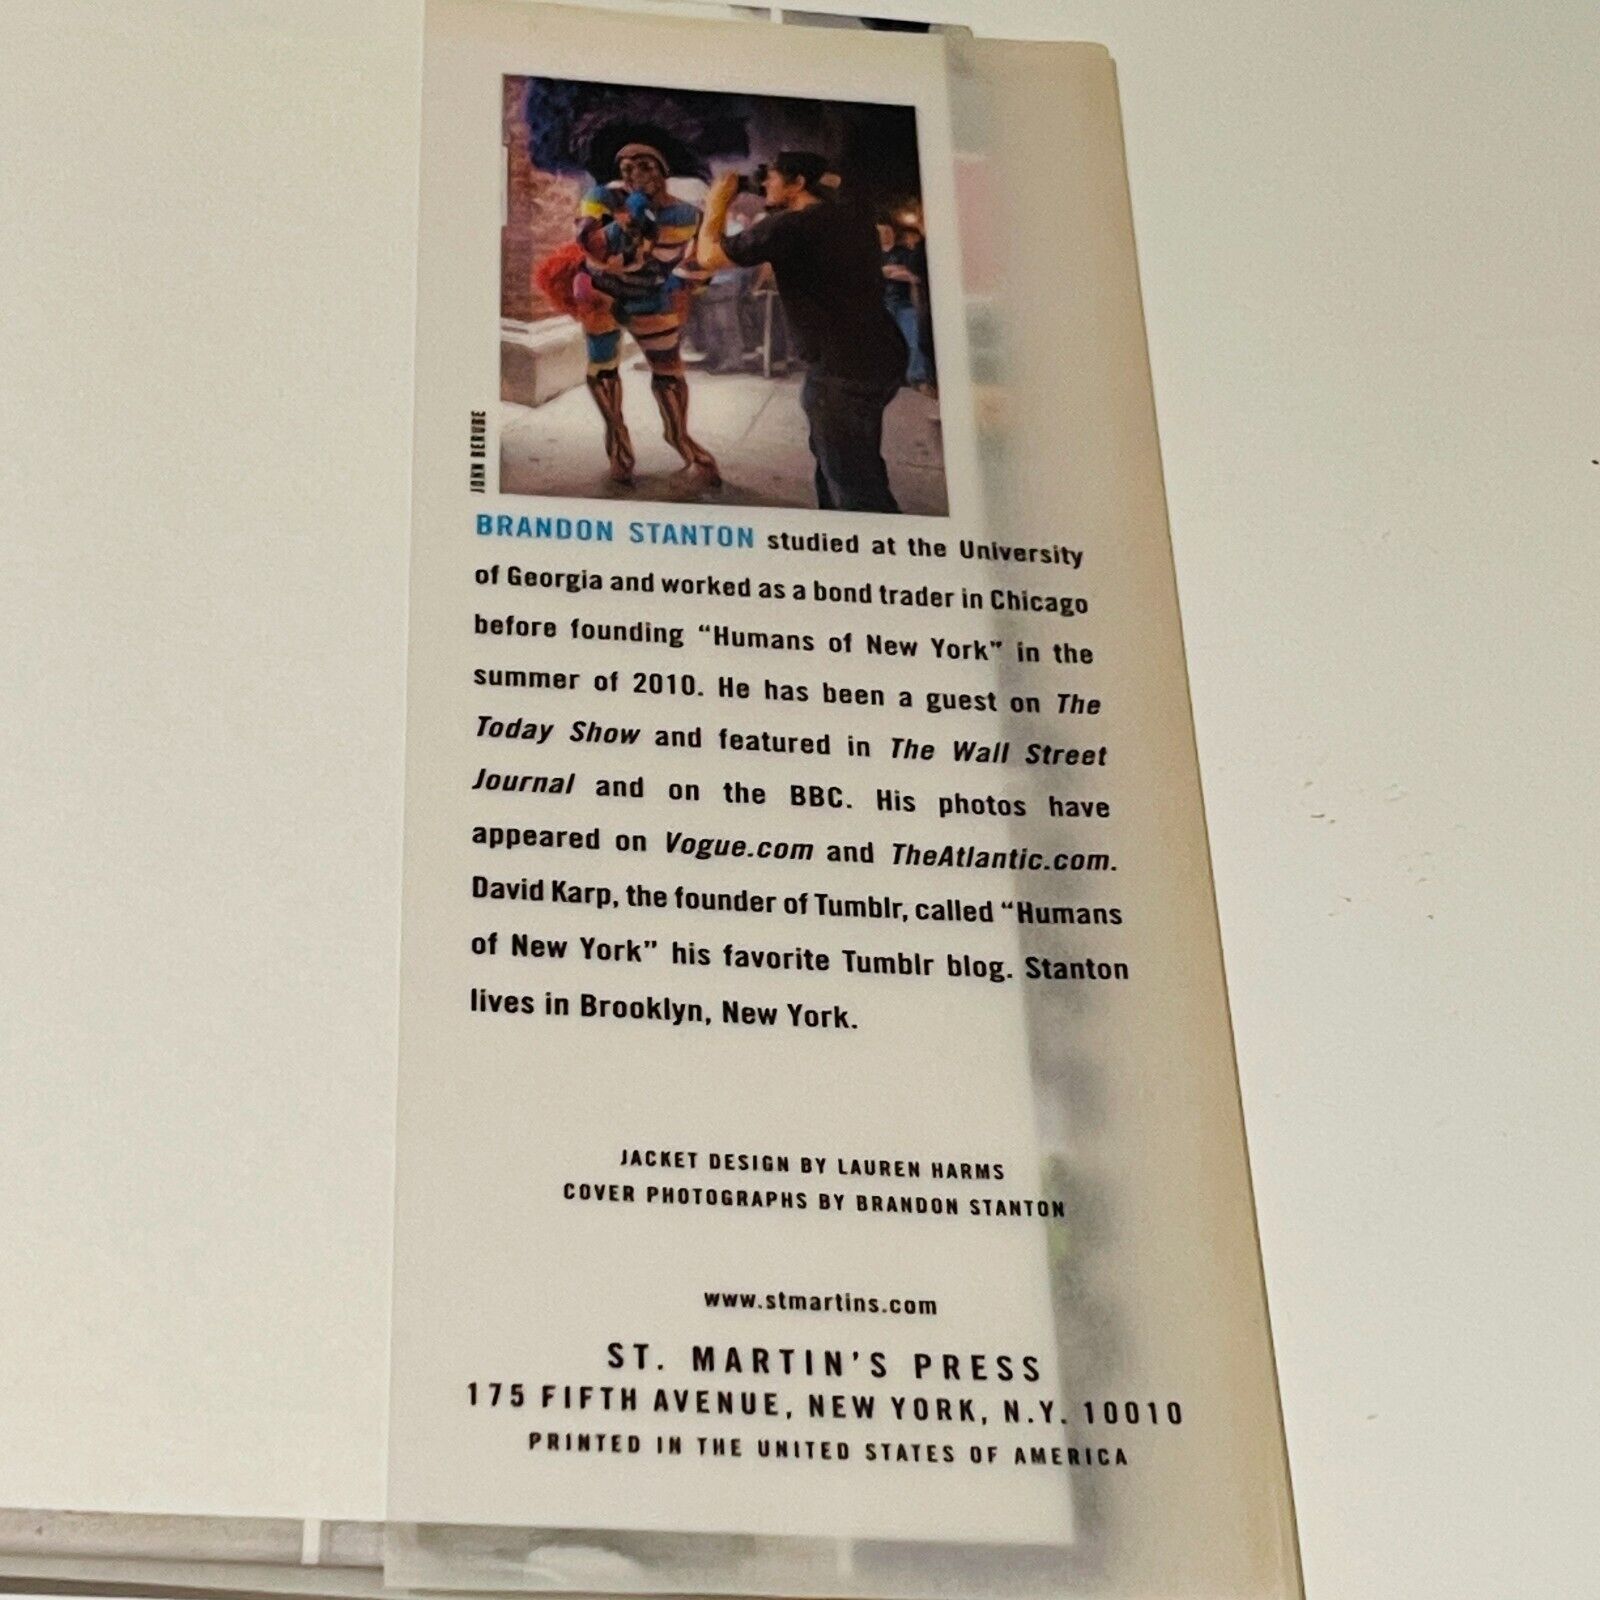 JOHN BERUBE
BRANDON STANTON studied at the University
of Georgia and worked as a bond trader in Chicago
before founding “Humans of New York” in the
summer of 2010. He has been a guest on The
Today Show and featured in The Wall Street
Journal and on the BBC. His photos have
appeared on Vogue.com and TheAtlantic.com.
David Karp, the founder of Tumblr, called “Humans
of New York” his favorite Tumblr blog. Stanton
lives in Brooklyn, New York.
JACKET DESIGN BY LAUREN HARMS
COVER PHOTOGRAPHS BY BRANDON STANTON
www.stmartins.com
ST. MARTIN'S PRESS
175 FIFTH AVENUE, NEW YORK, N.Y. 10010
PRINTED IN THE UNITED STATES OF AMERICA